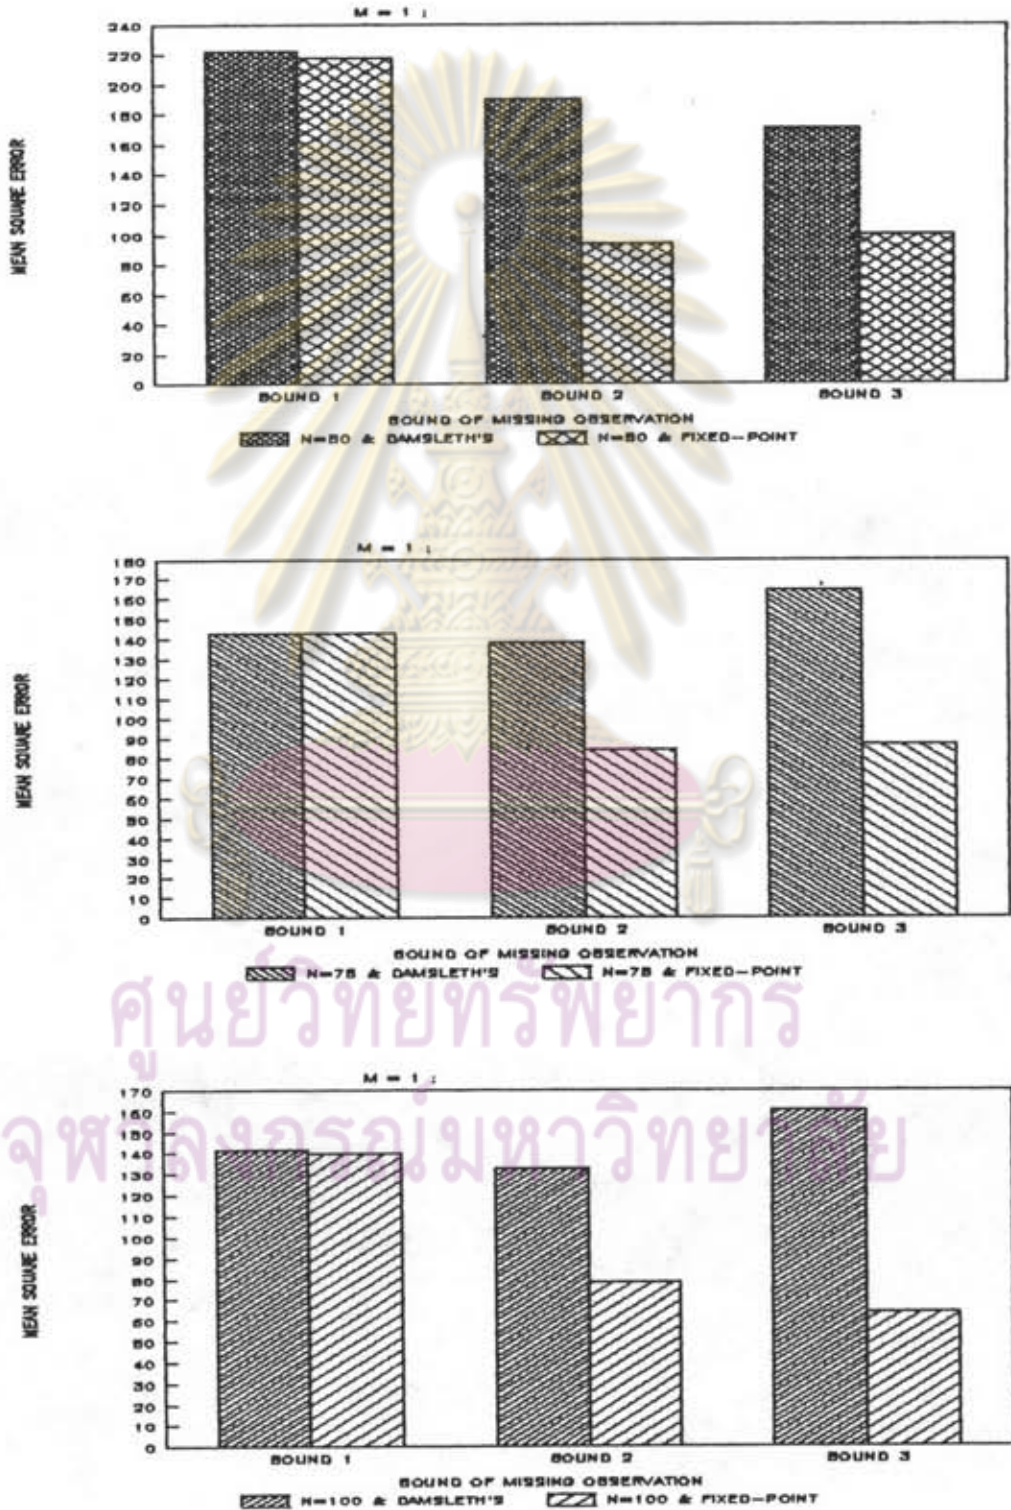 M = 1 ;
MEAN SQUARE ERROR
240
220
200
180
160
140
120
100
80
60
40
20
0
BOUND 1 BOUND 2 BOUND 3
BOUND OF MISSING OBSERVATION
N=50 & DAMSLETH'S N=50 & FIXED-POINT
M = 1 ;
MEAN SQUARE ERROR
180
170
160
150
140
130
120
110
100
90
80
70
60
50
40
30
20
10
0
BOUND 1 BOUND 2 BOUND 3
BOUND OF MISSING OBSERVATION
N=75 & DAMSLETH'S N=75 & FIXED-POINT
ศูนย์วิทยทรัพยากร
จุฬาลงกรณ์มหาวิทยาลัย
M = 1 ;
MEAN SQUARE ERROR
170
160
150
140
130
120
110
100
90
80
70
60
50
40
30
20
10
0
BOUND 1 BOUND 2 BOUND 3
BOUND OF MISSING OBSERVATION
N=100 & DAMSLETH'S N=100 & FIXED-POINT